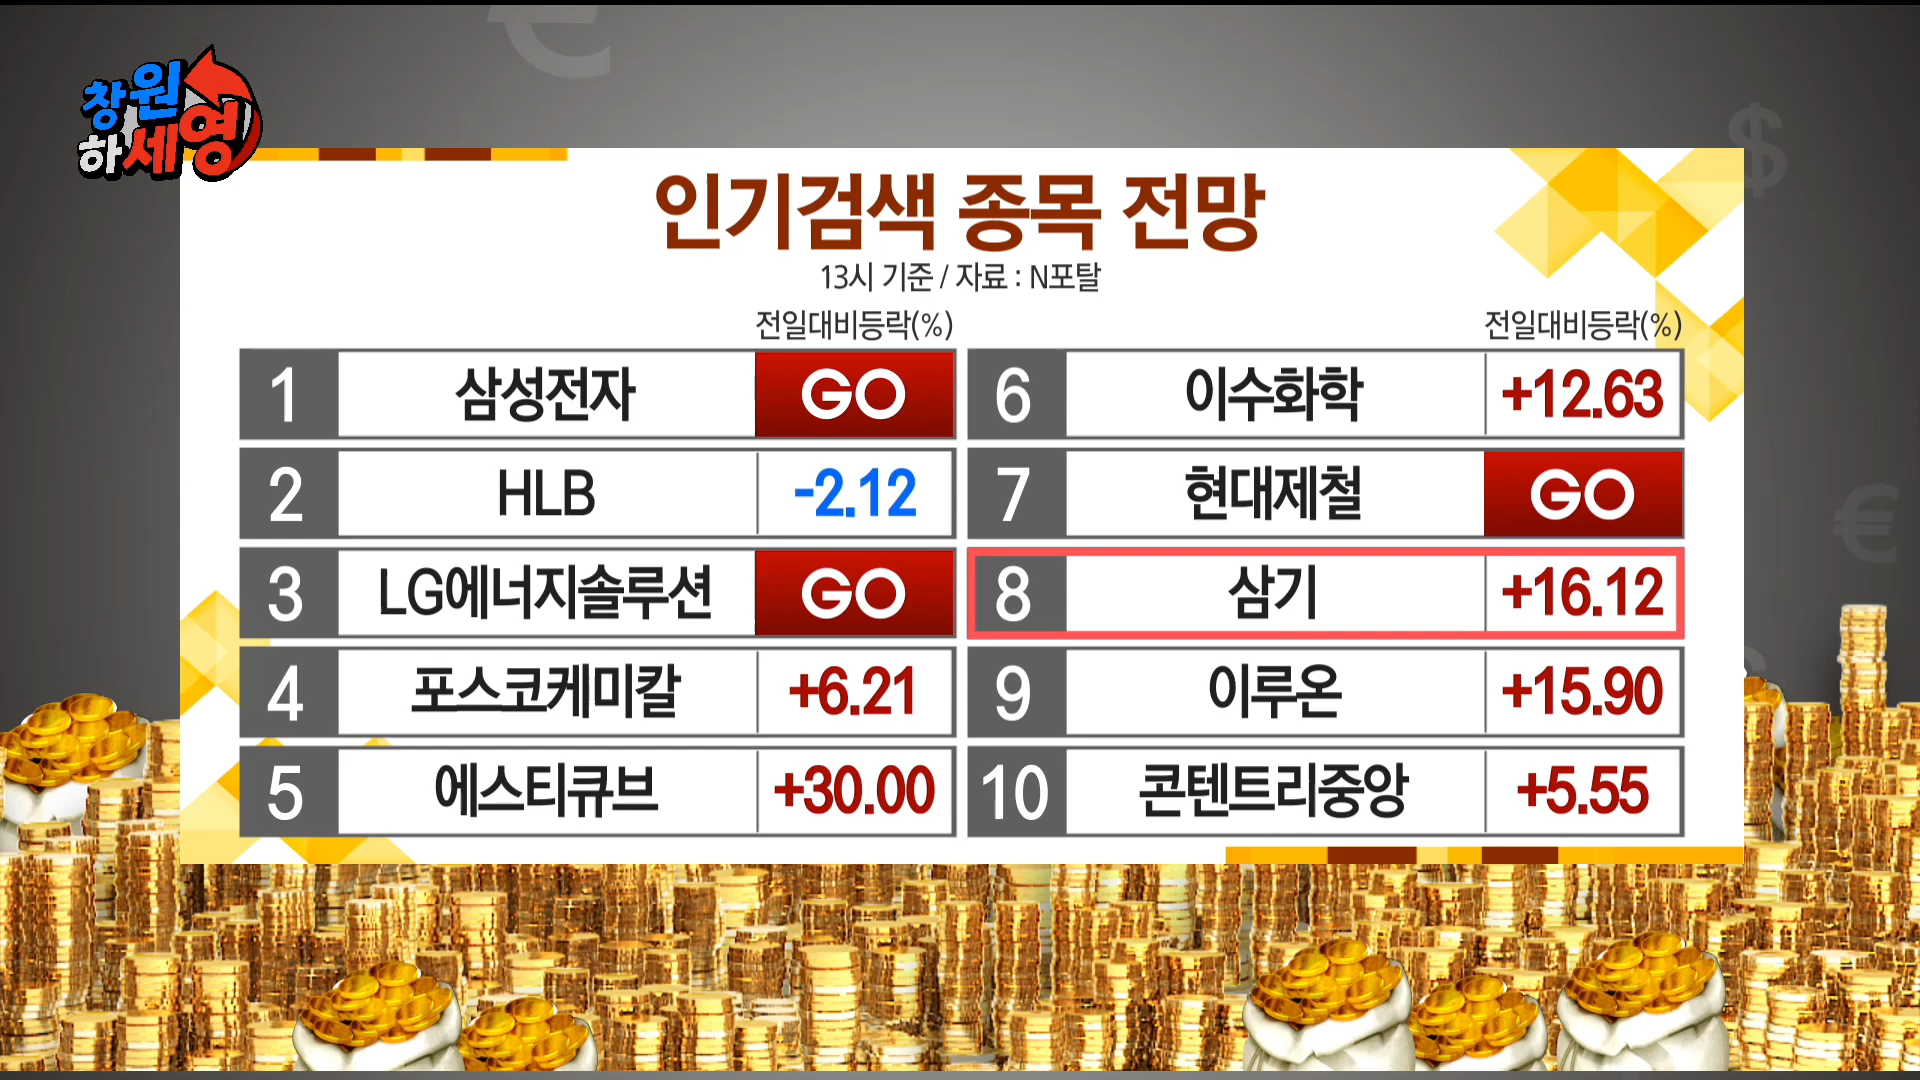 창원
하세영
인기검색 종목 전망
13시 기준 / 자료 : N포탈
전일대비등락(%)
1 삼성전자 GO
2 HLB -2.12
3 LG에너지솔루션 GO
4 포스코케미칼 +6.21
5 에스티큐브 +30.00
전일대비등락(%)
6 이수화학 +12.63
7 현대제철 GO
8 삼기 +16.12
9 이루온 +15.90
10 콘텐트리중앙 +5.55